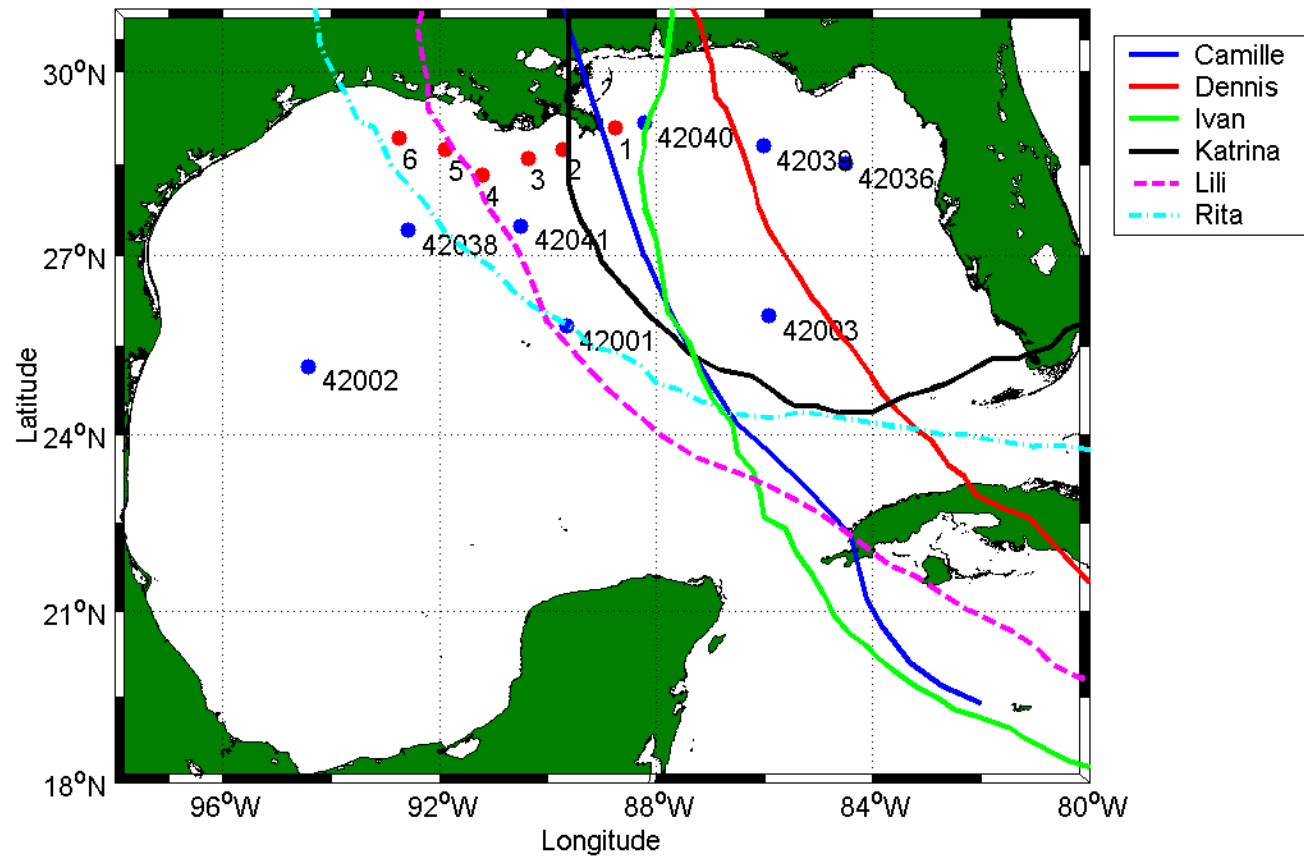 Camille
Dennis
Ivan
Katrina
Lili
Rita
30°N
27°N
24°N
21°N
18°N
Latitude
1
42040
42039
42036
2
3
4
5
6
42038
42041
42003
42001
42002
96°W
92°W
88°W
84°W
80°W
Longitude